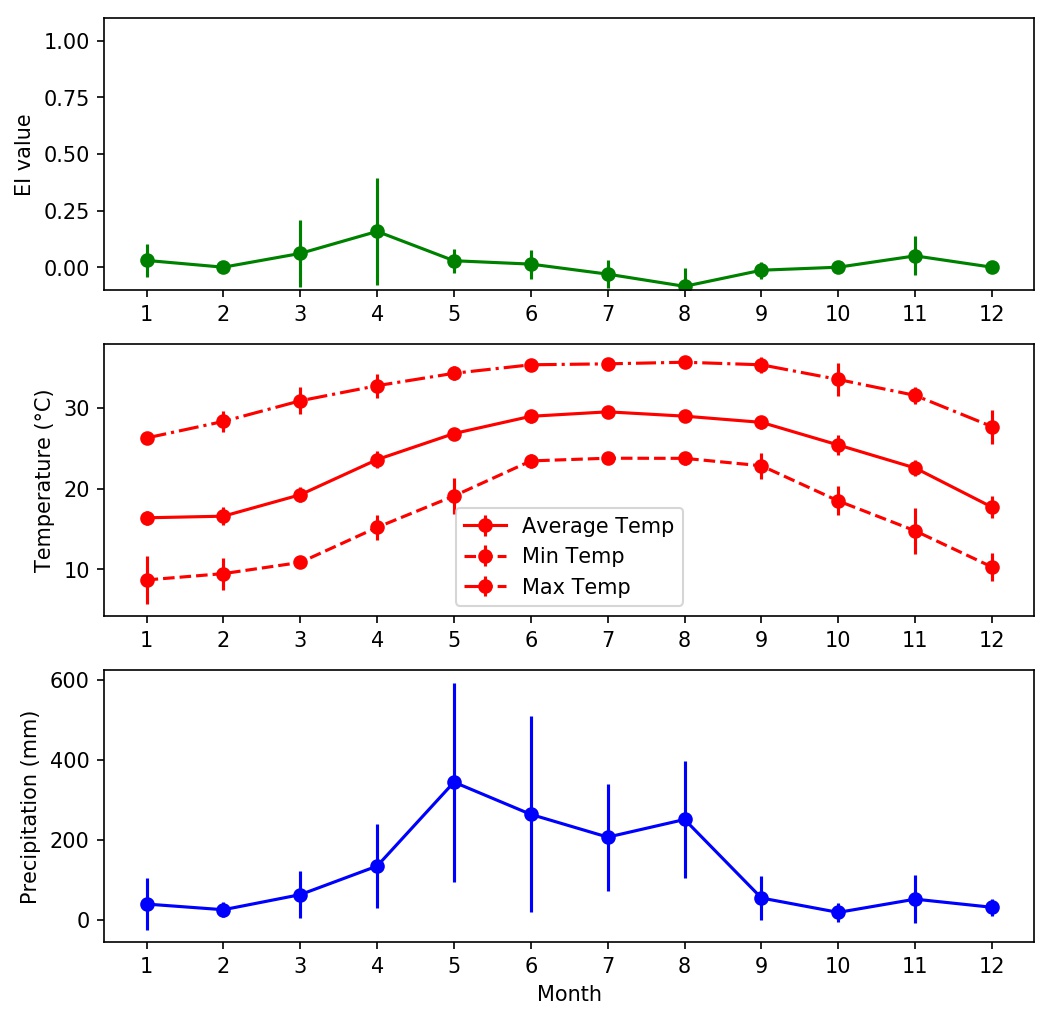 1.00
0.75
0.50
0.25
0.00
EI value
1 2 3 4 5 6 7 8 9 10 11 12
30
20
10
Temperature (°C)
Average Temp
Min Temp
Max Temp
1 2 3 4 5 6 7 8 9 10 11 12
600
400
200
0
Precipitation (mm)
1 2 3 4 5 6 7 8 9 10 11 12
Month